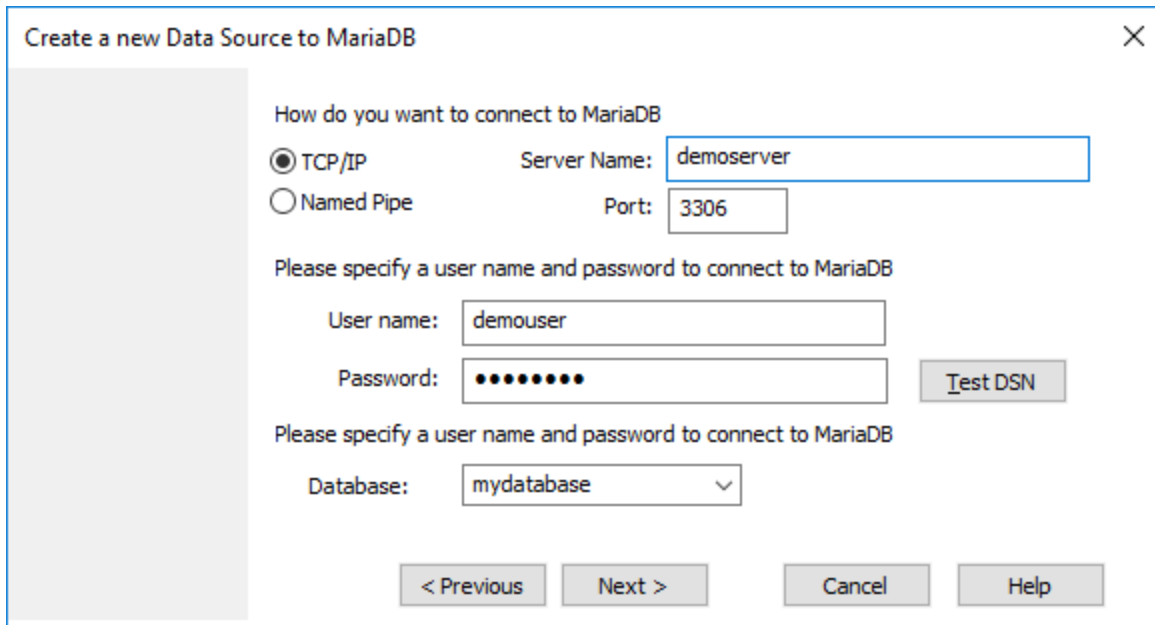 Create a new Data Source to MariaDB
How do you want to connect to MariaDB
TCP/IP Server Name: demoserver
Named Pipe Port: 3306
Please specify a user name and password to connect to MariaDB
User name: demouser
Password: ●●●●●●●● Test DSN
Please specify a user name and password to connect to MariaDB
Database: mydatabase
< Previous Next > Cancel Help